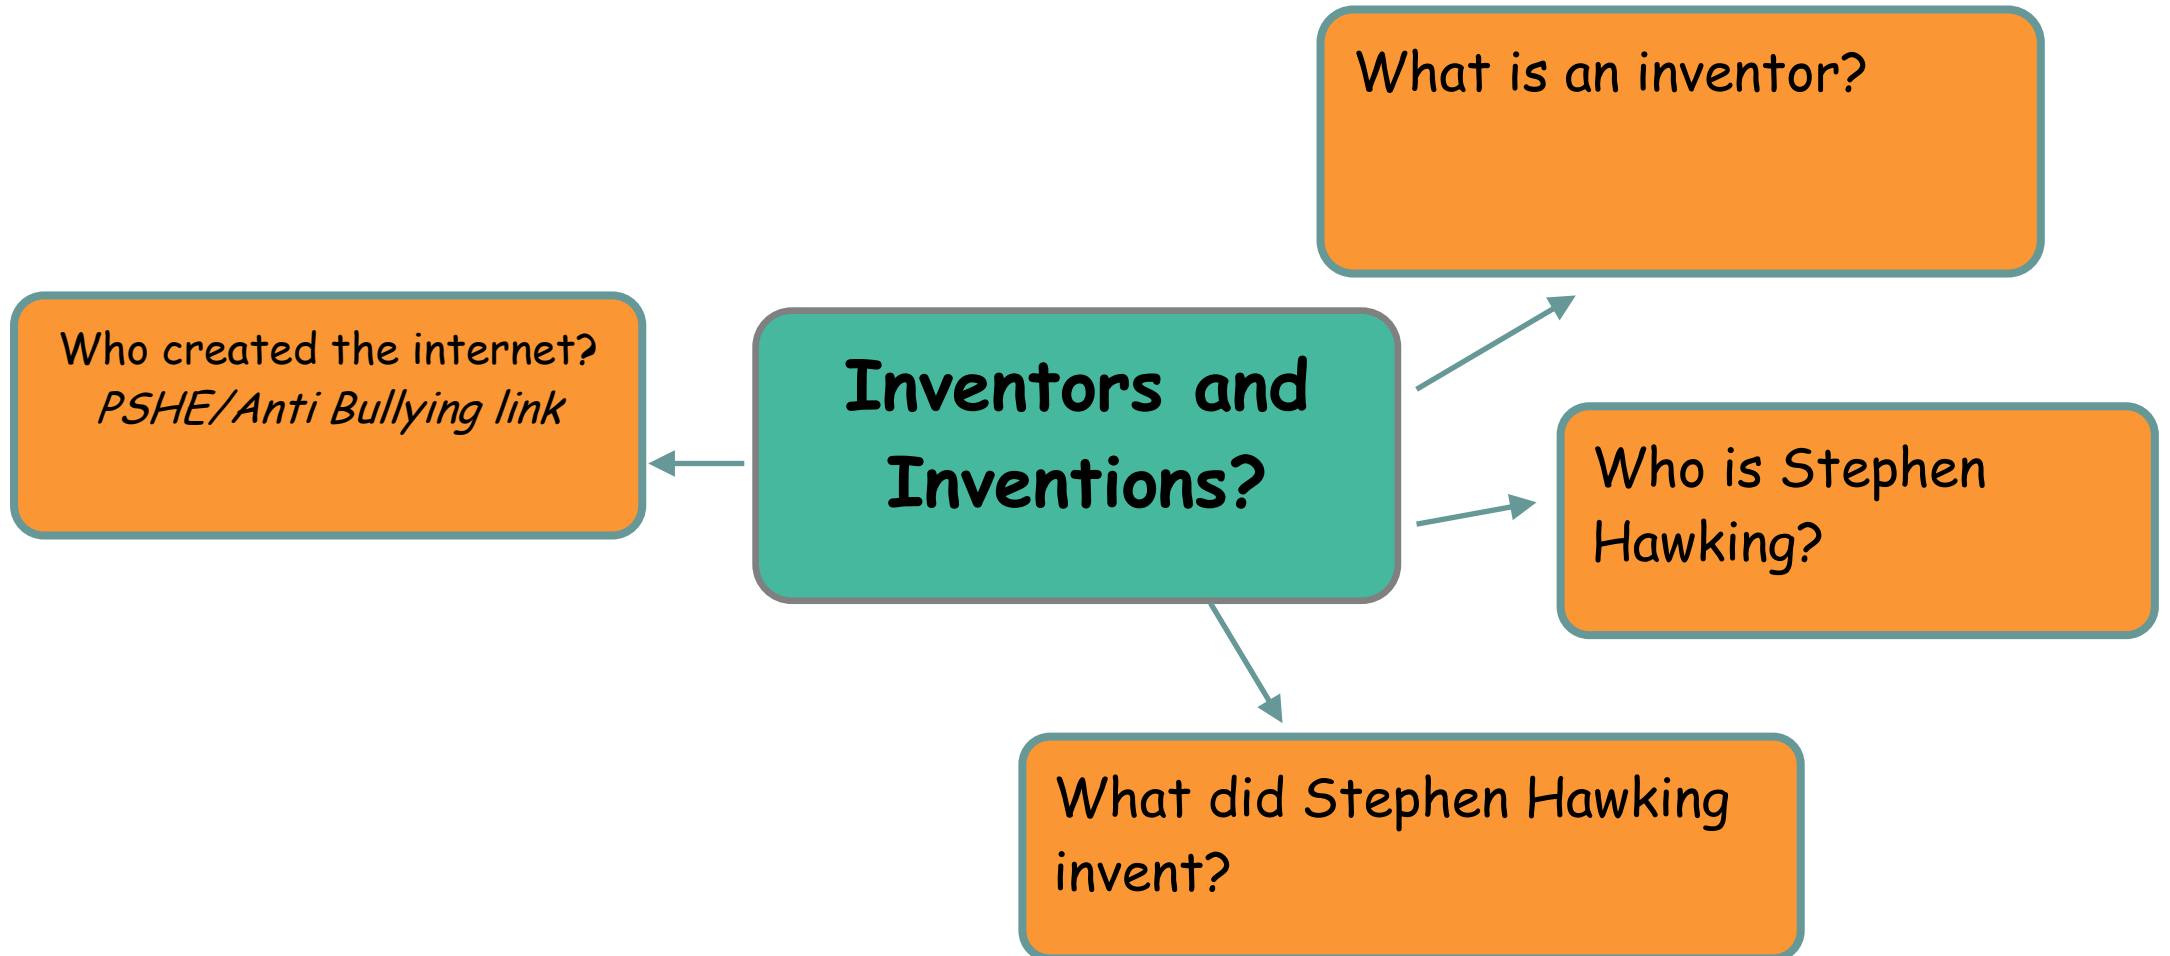 What is an inventor?
Who created the internet?
PSHE/Anti Bullying link
Inventors and
Inventions?
Who is Stephen
Hawking?
What did Stephen Hawking
invent?